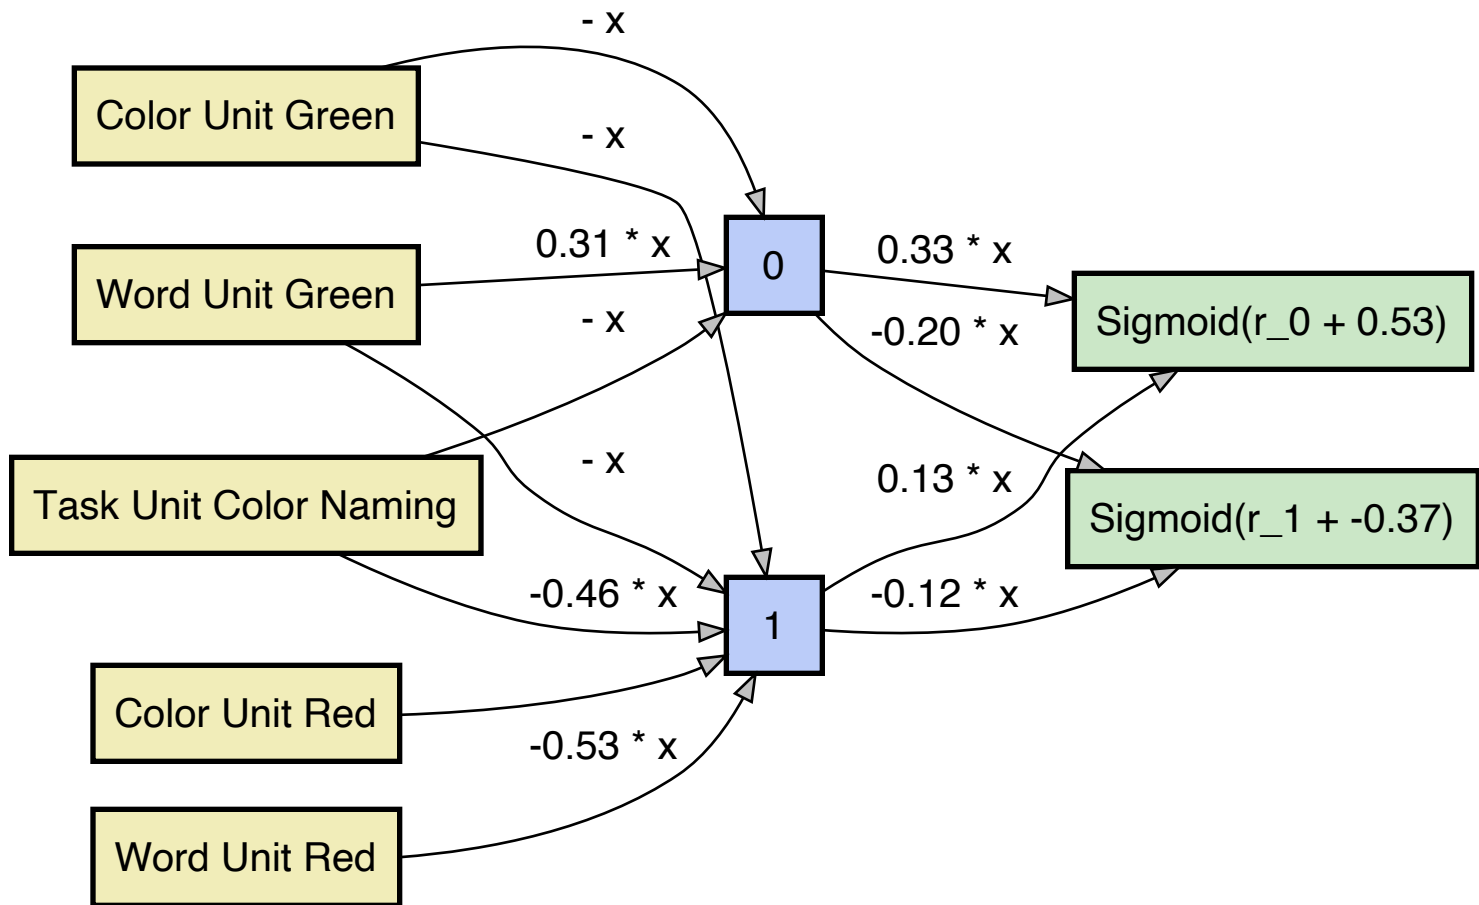 - x
Color Unit Green
- x
0.31 * x
Word Unit Green
- x
0
0.33 * x
-0.20 * x
Sigmoid(r_0 + 0.53)
Task Unit Color Naming
- x
0.13 * x
Sigmoid(r_1 + -0.37)
-0.46 * x
1
-0.12 * x
Color Unit Red
-0.53 * x
Word Unit Red